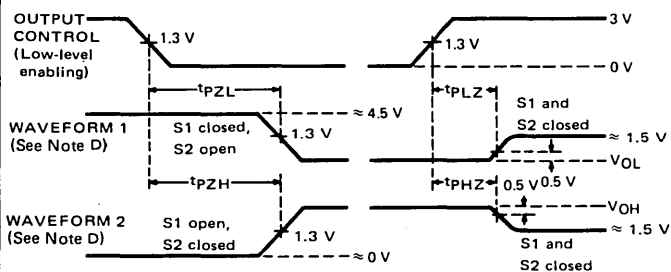 OUTPUT
CONTROL
(Low-level
enabling)
1.3 V
1.3 V
3 V
0 V
tPZL
tPLZ
S1 and
S2 closed
≈ 4.5 V
WAVEFORM 1
(See Note D)
S1 closed,
S2 open
1.3 V
≈ 1.5 V
VOL
0.5 V
tPZH
tPHZ
0.5 V
VOH
WAVEFORM 2
(See Note D)
S1 open,
S2 closed
1.3 V
≈ 1.5 V
≈ 0 V
S1 and
S2 closed